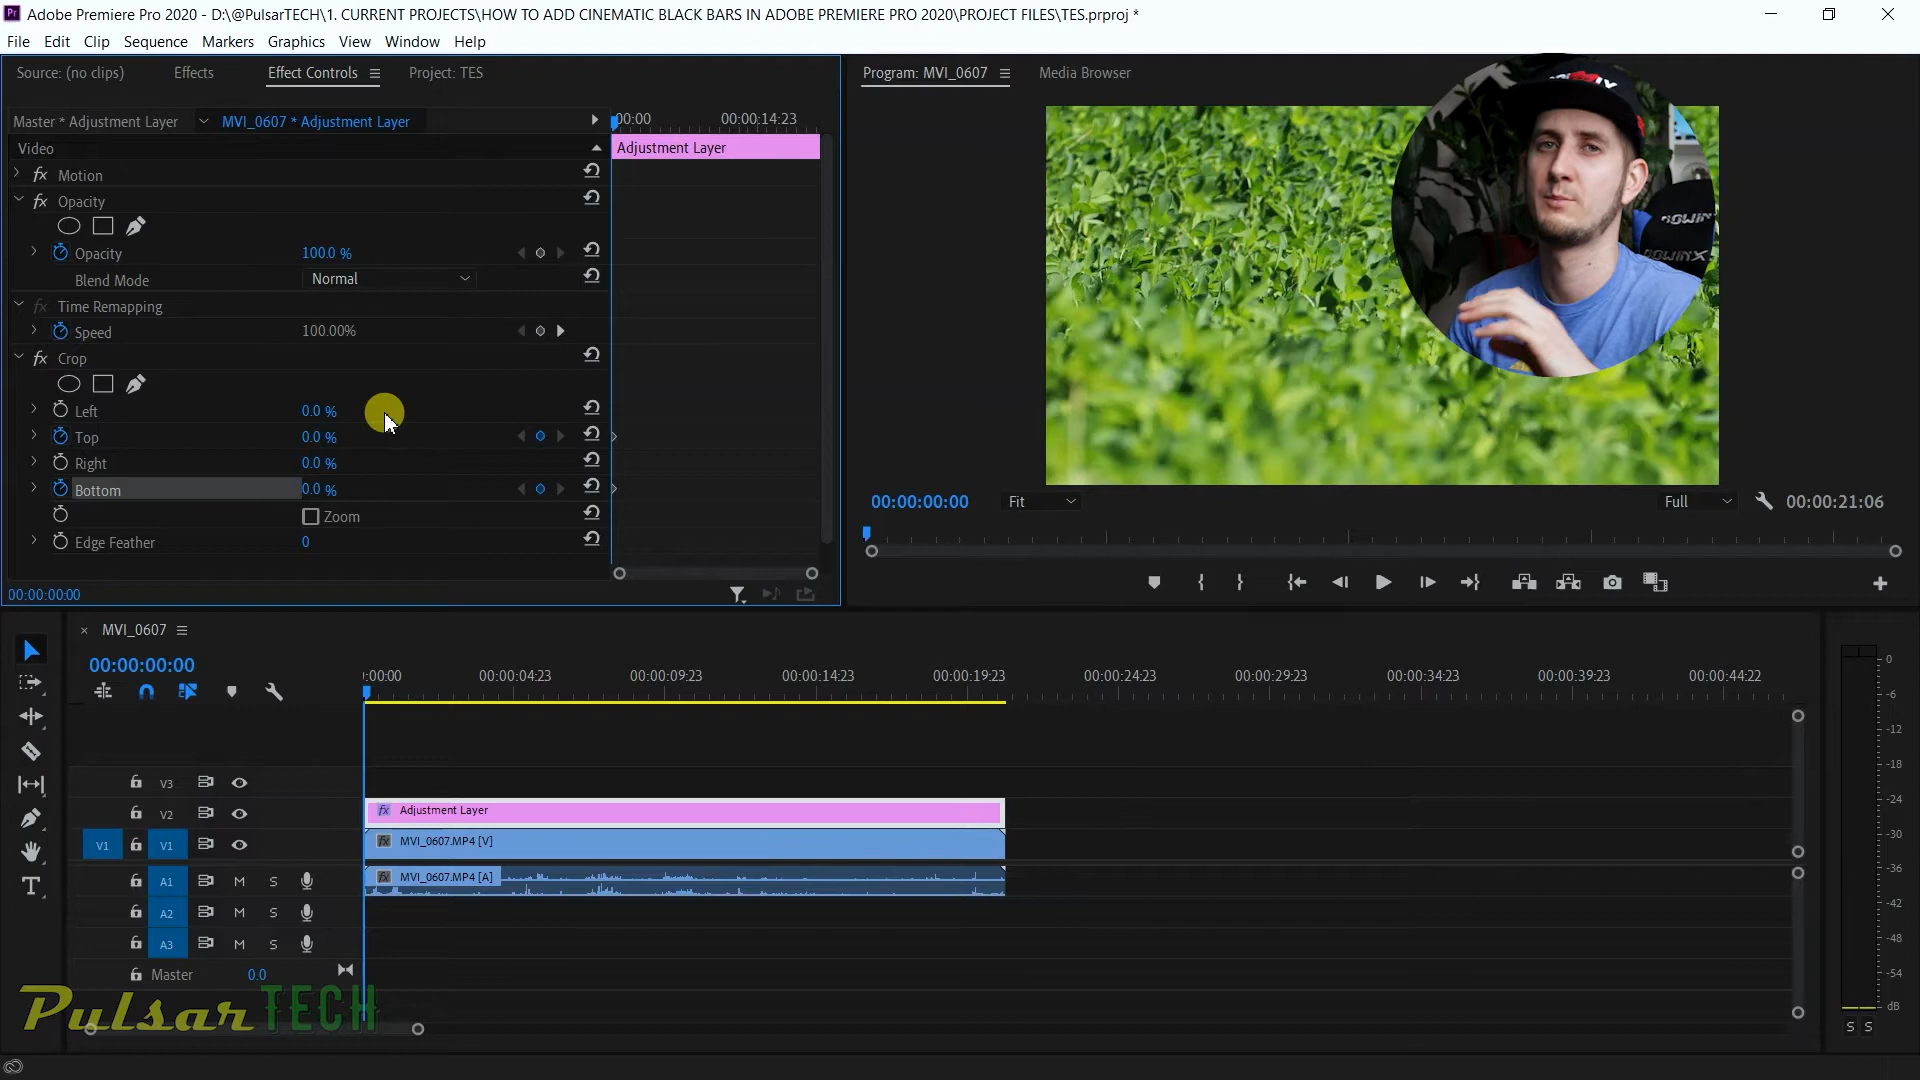 Adobe Premiere Pro 2020 - D:\@PulsarTECH\1. CURRENT PROJECTS\HOW TO ADD CINEMATIC BLACK BARS IN ADOBE PREMIERE PRO 2020\PROJECT FILES\TES.prproj *
File Edit Clip Sequence Markers Graphics View Window Help
Source: (no clips) Effects Effect Controls Project: TES Program: MVI_0607 Media Browser
Master * Adjustment Layer MVI_0607 * Adjustment Layer :00:00 00:00:14:23
Video Adjustment Layer
fx Motion
fx Opacity
Opacity 100.0 %
Blend Mode Normal
fx Time Remapping
Speed 100.00%
fx Crop
Left 0.0 %
Top 0.0 %
Right 0.0 %
Bottom 0.0 %
Zoom
Edge Feather 0
00:00:00:00
00:00:00:00 Fit Full 00:00:21:06
MVI_0607
00:00:00:00
:00:00 00:00:04:23 00:00:09:23 00:00:14:23 00:00:19:23 00:00:24:23 00:00:29:23 00:00:34:23 00:00:39:23 00:00:44:22
V3
V2 fx Adjustment Layer
V1 V1 fx MVI_0607.MP4 [V]
A1 M S fx MVI_0607.MP4 [A]
A2 M S
A3 M S
Master 0.0
PulsarTECH
0
-6
-12
-18
-24
-30
-36
-42
-48
-54
dB
S S